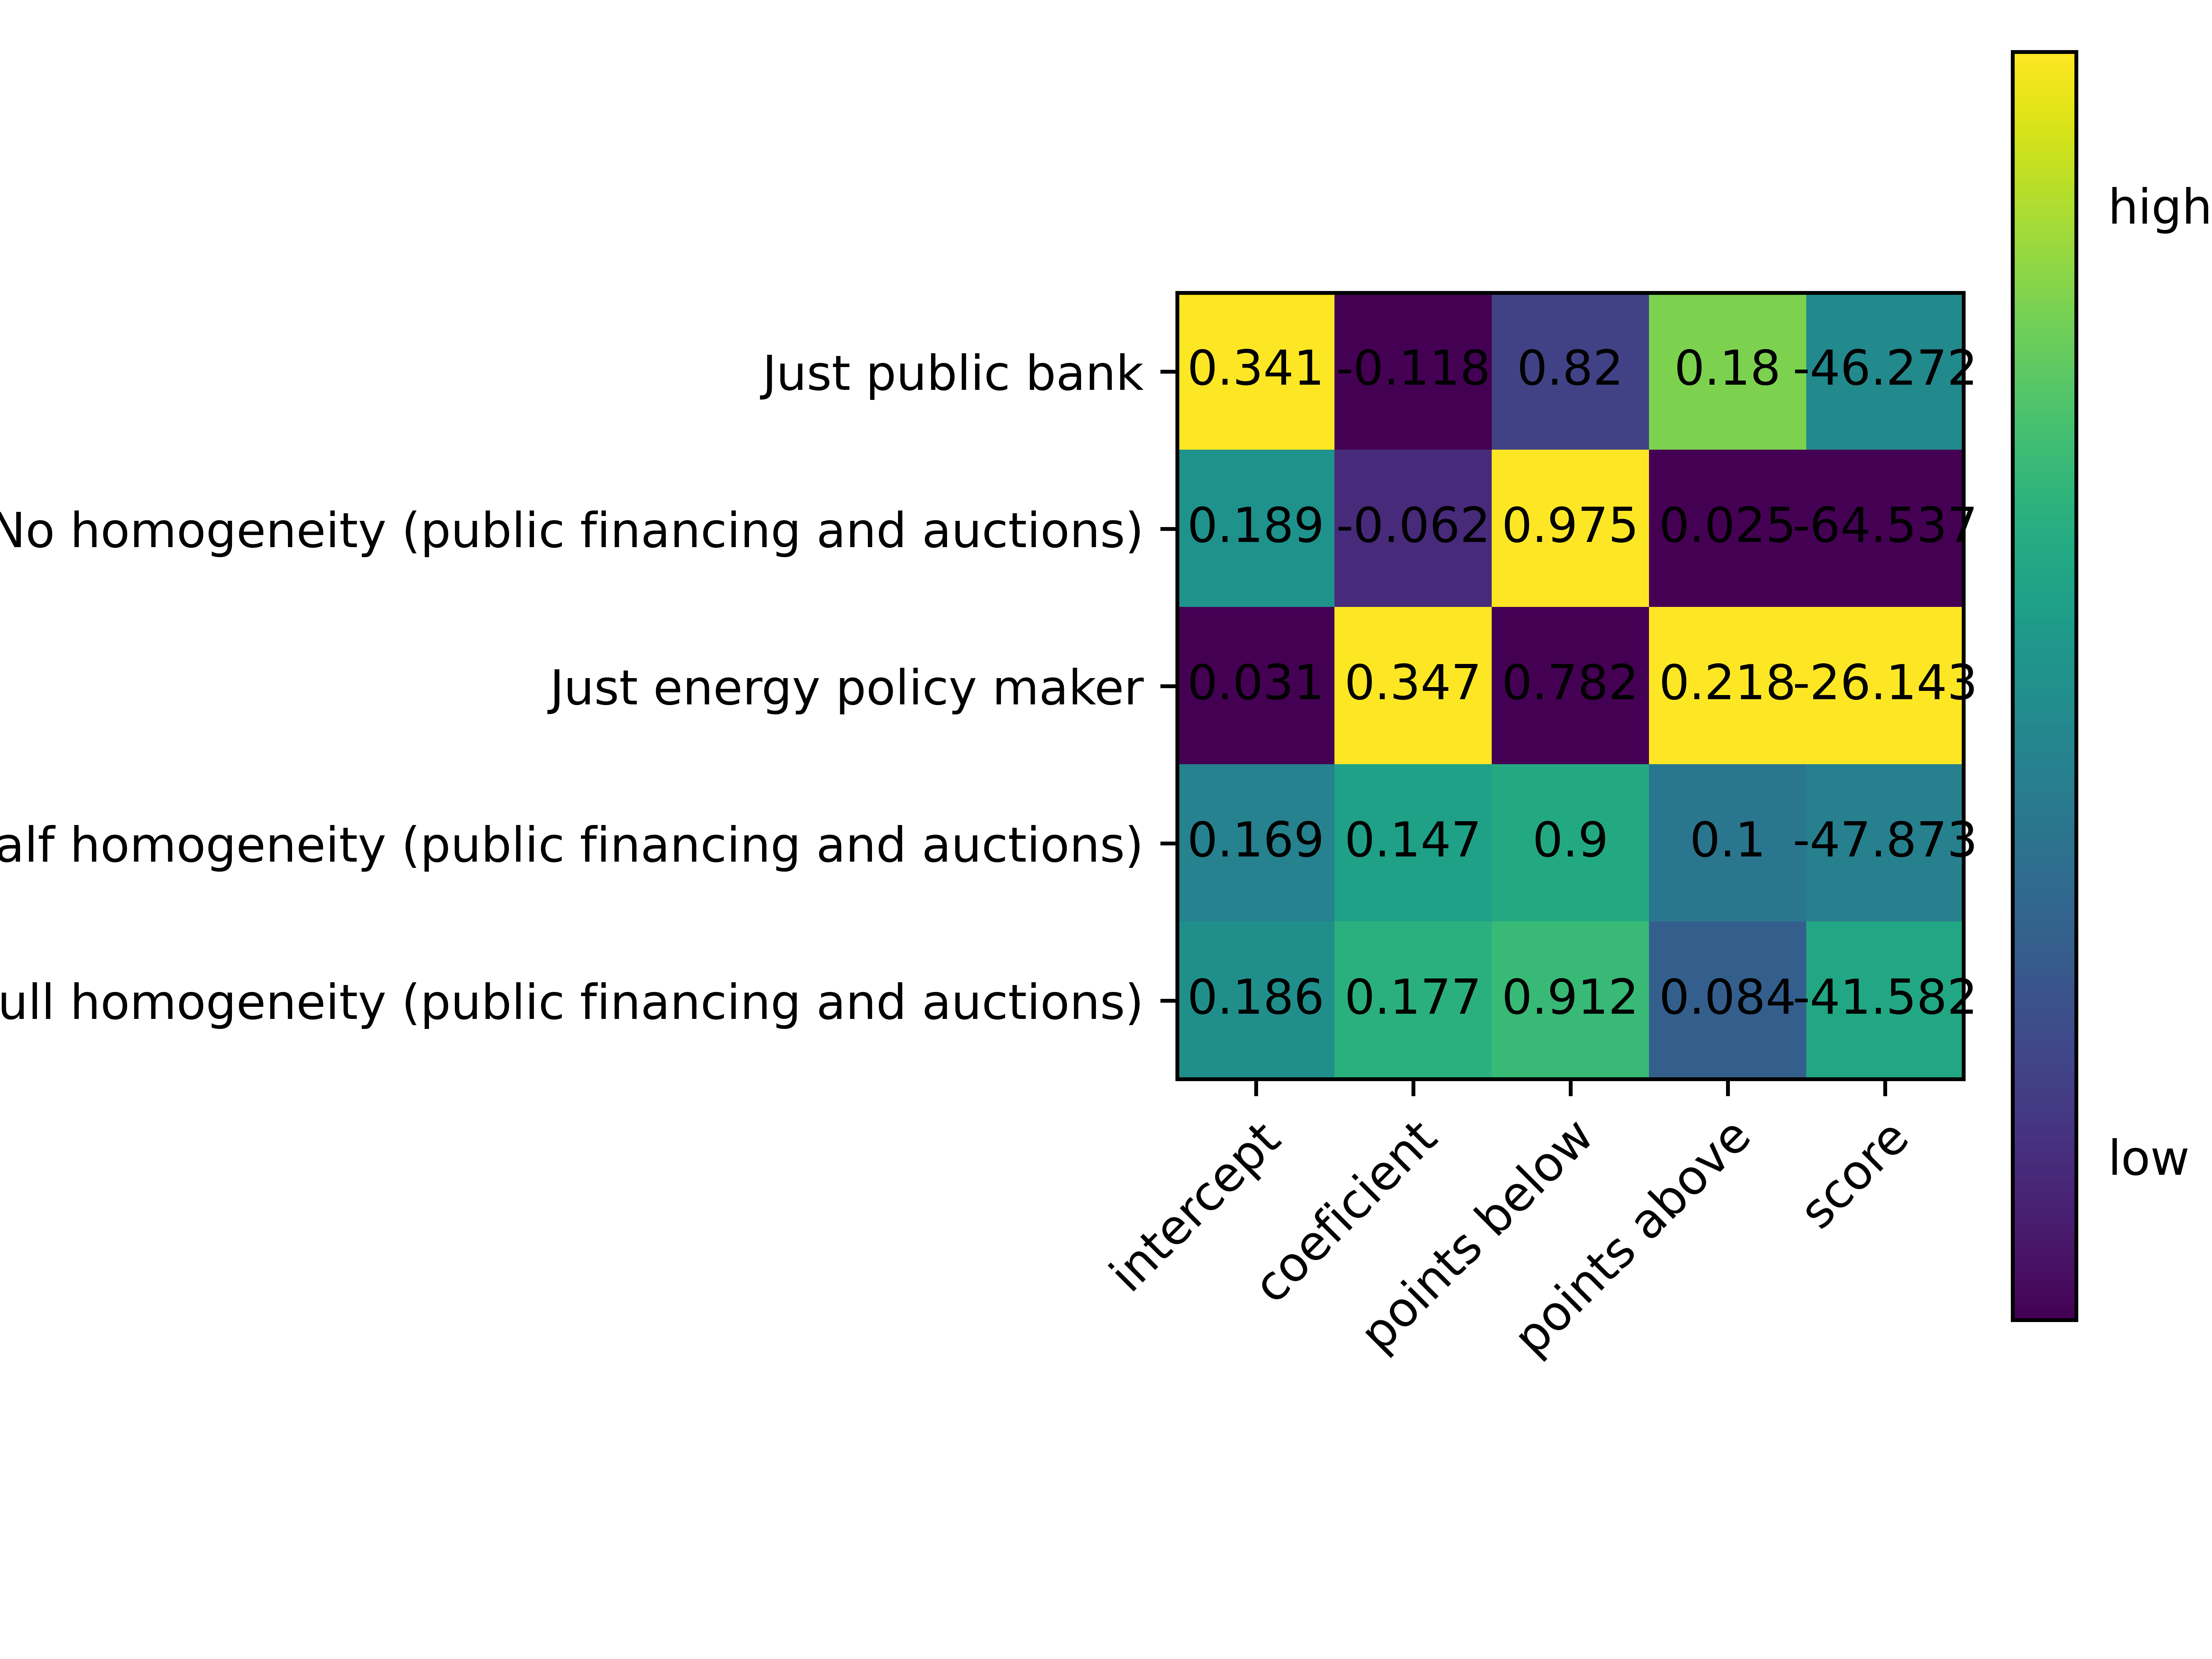 high
Just public bank 0.341 -0.118 0.82 0.18 -46.272
No homogeneity (public financing and auctions) 0.189 -0.062 0.975 0.025 -64.537
Just energy policy maker 0.031 0.347 0.782 0.218 -26.143
alf homogeneity (public financing and auctions) 0.169 0.147 0.9 0.1 -47.873
ull homogeneity (public financing and auctions) 0.186 0.177 0.912 0.084 -41.582
low
intercept coeficient points below points above score